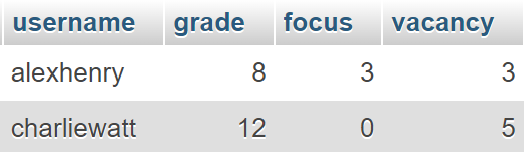 username grade focus vacancy
alexhenry 8 3 3
charliewatt 12 0 5